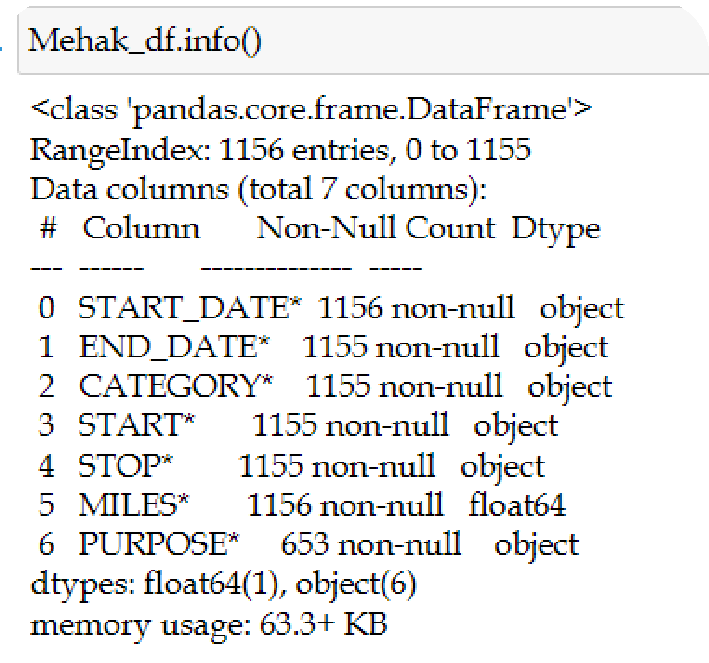 Mehak_df.info()
<class 'pandas.core.frame.DataFrame'>
RangeIndex: 1156 entries, 0 to 1155
Data columns (total 7 columns):
# Column Non-Null Count Dtype
--- ------ -------------- -----
0 START_DATE* 1156 non-null object
1 END_DATE* 1155 non-null object
2 CATEGORY* 1155 non-null object
3 START* 1155 non-null object
4 STOP* 1155 non-null object
5 MILES* 1156 non-null float64
6 PURPOSE* 653 non-null object
dtypes: float64(1), object(6)
memory usage: 63.3+ KB